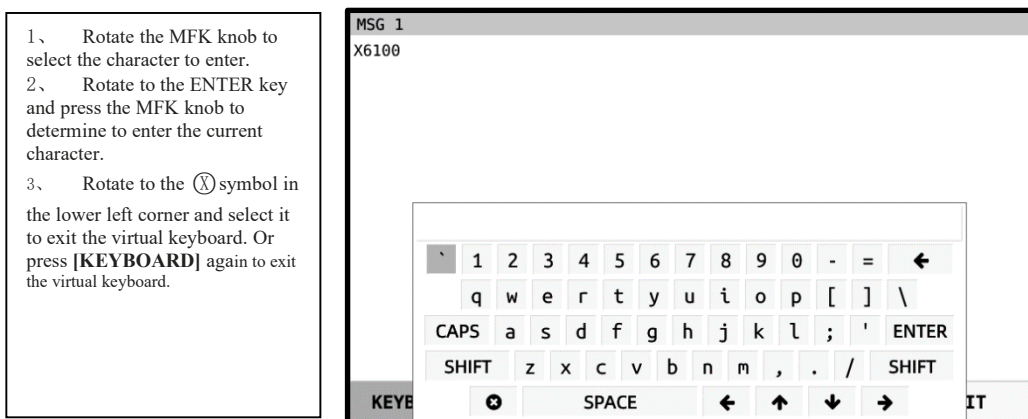 1、 Rotate the MFK knob to
select the character to enter.
2、 Rotate to the ENTER key
and press the MFK knob to
determine to enter the current
character.
3、 Rotate to the Ⓧ symbol in
the lower left corner and select it
to exit the virtual keyboard. Or
press [KEYBOARD] again to exit
the virtual keyboard.
MSG 1
X6100
` 1 2 3 4 5 6 7 8 9 0 - = ←
q w e r t y u i o p [ ] \
CAPS a s d f g h j k l ; ' ENTER
SHIFT z x c v b n m , . / SHIFT
KEYB SPACE ← ↑ ↓ → IT